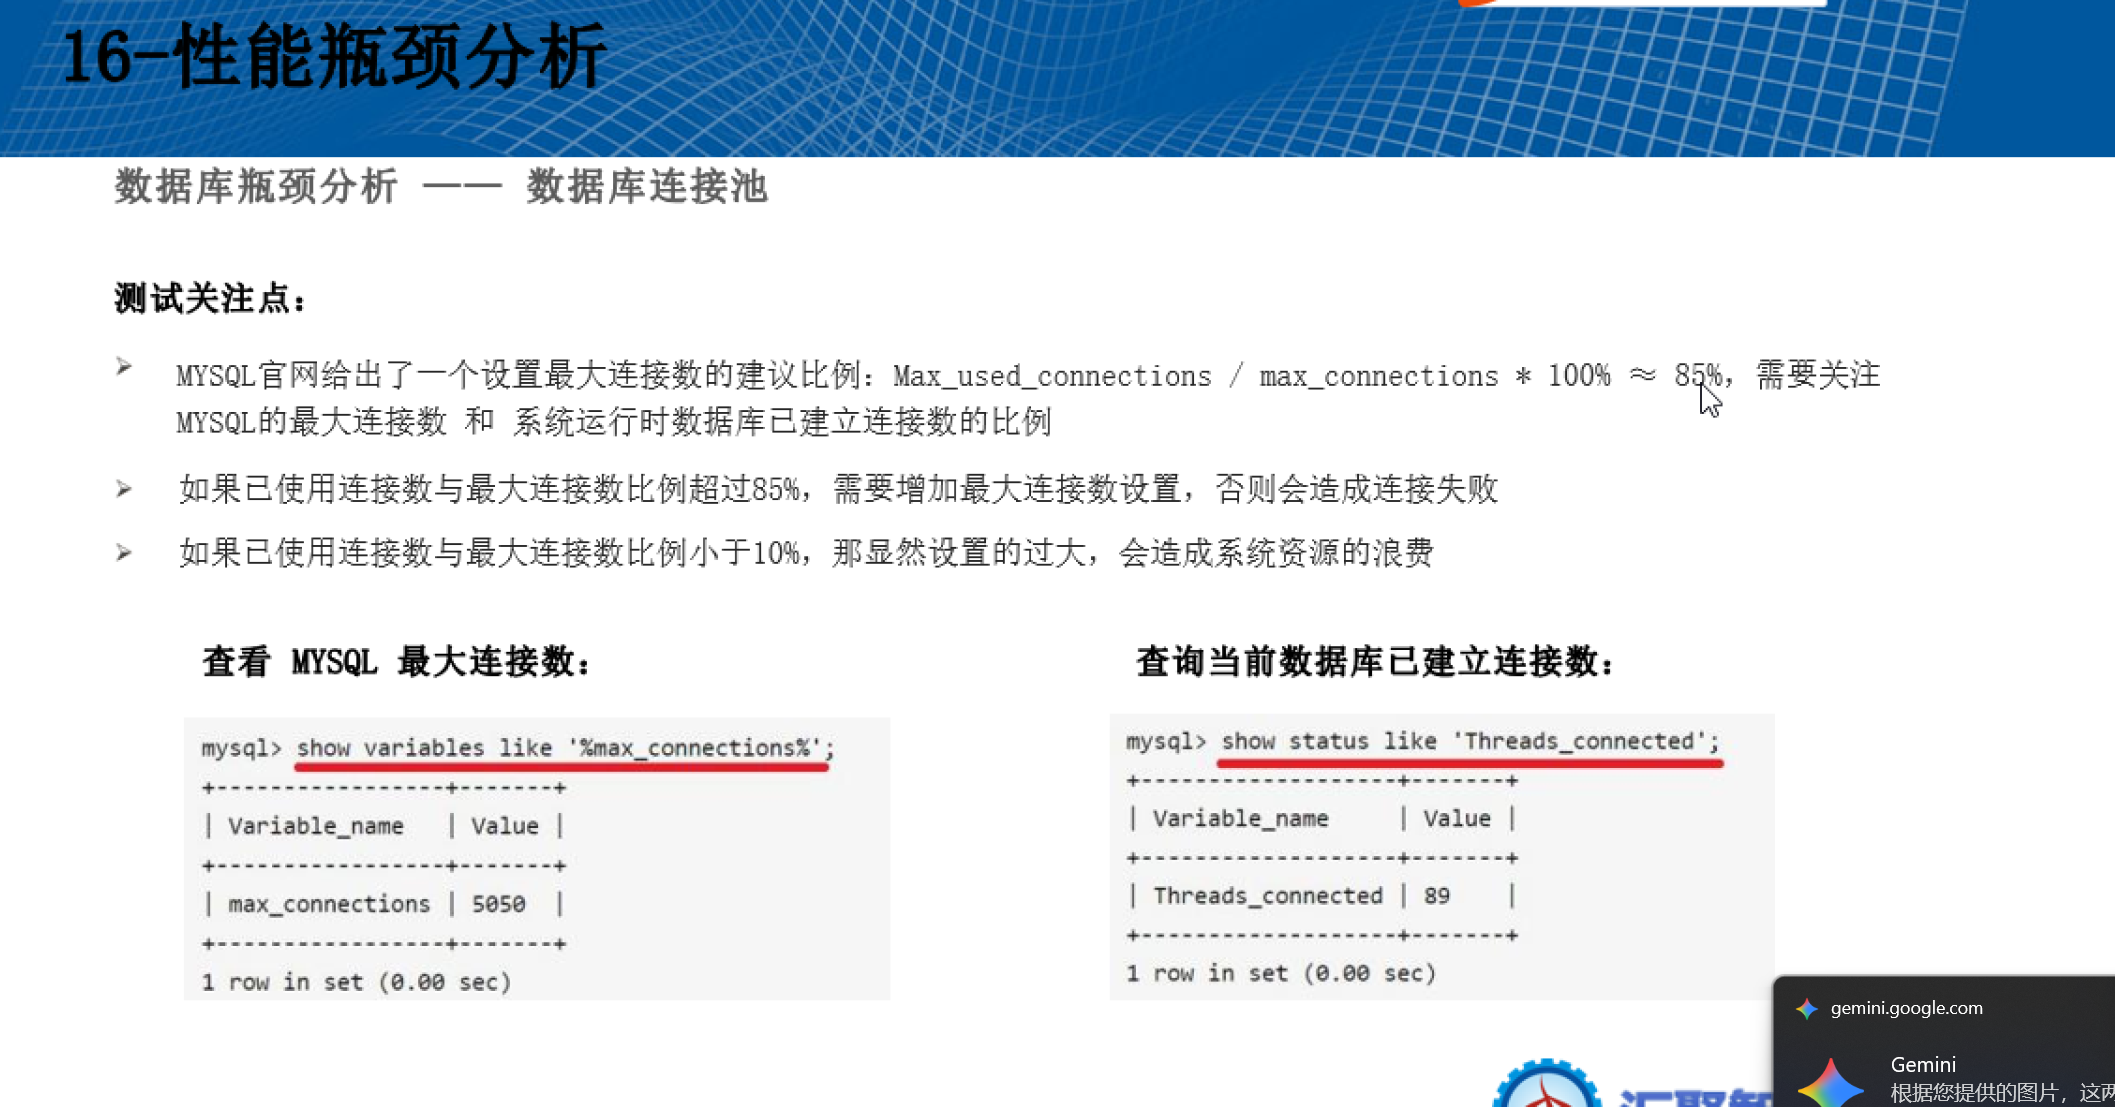 16-性能瓶颈分析
数据库瓶颈分析 —— 数据库连接池
测试关注点：
➢ MYSQL官网给出了一个设置最大连接数的建议比例：Max_used_connections / max_connections * 100% ≈ 85%，需要关注
MYSQL的最大连接数 和 系统运行时数据库已建立连接数的比例
➢ 如果已使用连接数与最大连接数比例超过85%，需要增加最大连接数设置，否则会造成连接失败
➢ 如果已使用连接数与最大连接数比例小于10%，那显然设置的过大，会造成系统资源的浪费
查看 MYSQL 最大连接数：
mysql> show variables like '%max_connections%';
+-----------------+-------+
| Variable_name   | Value |
+-----------------+-------+
| max_connections | 5050  |
+-----------------+-------+
1 row in set (0.00 sec)
查询当前数据库已建立连接数：
mysql> show status like 'Threads_connected';
+-------------------+-------+
| Variable_name     | Value |
+-------------------+-------+
| Threads_connected | 89    |
+-------------------+-------+
1 row in set (0.00 sec)
gemini.google.com
Gemini
根据您提供的图片，这两